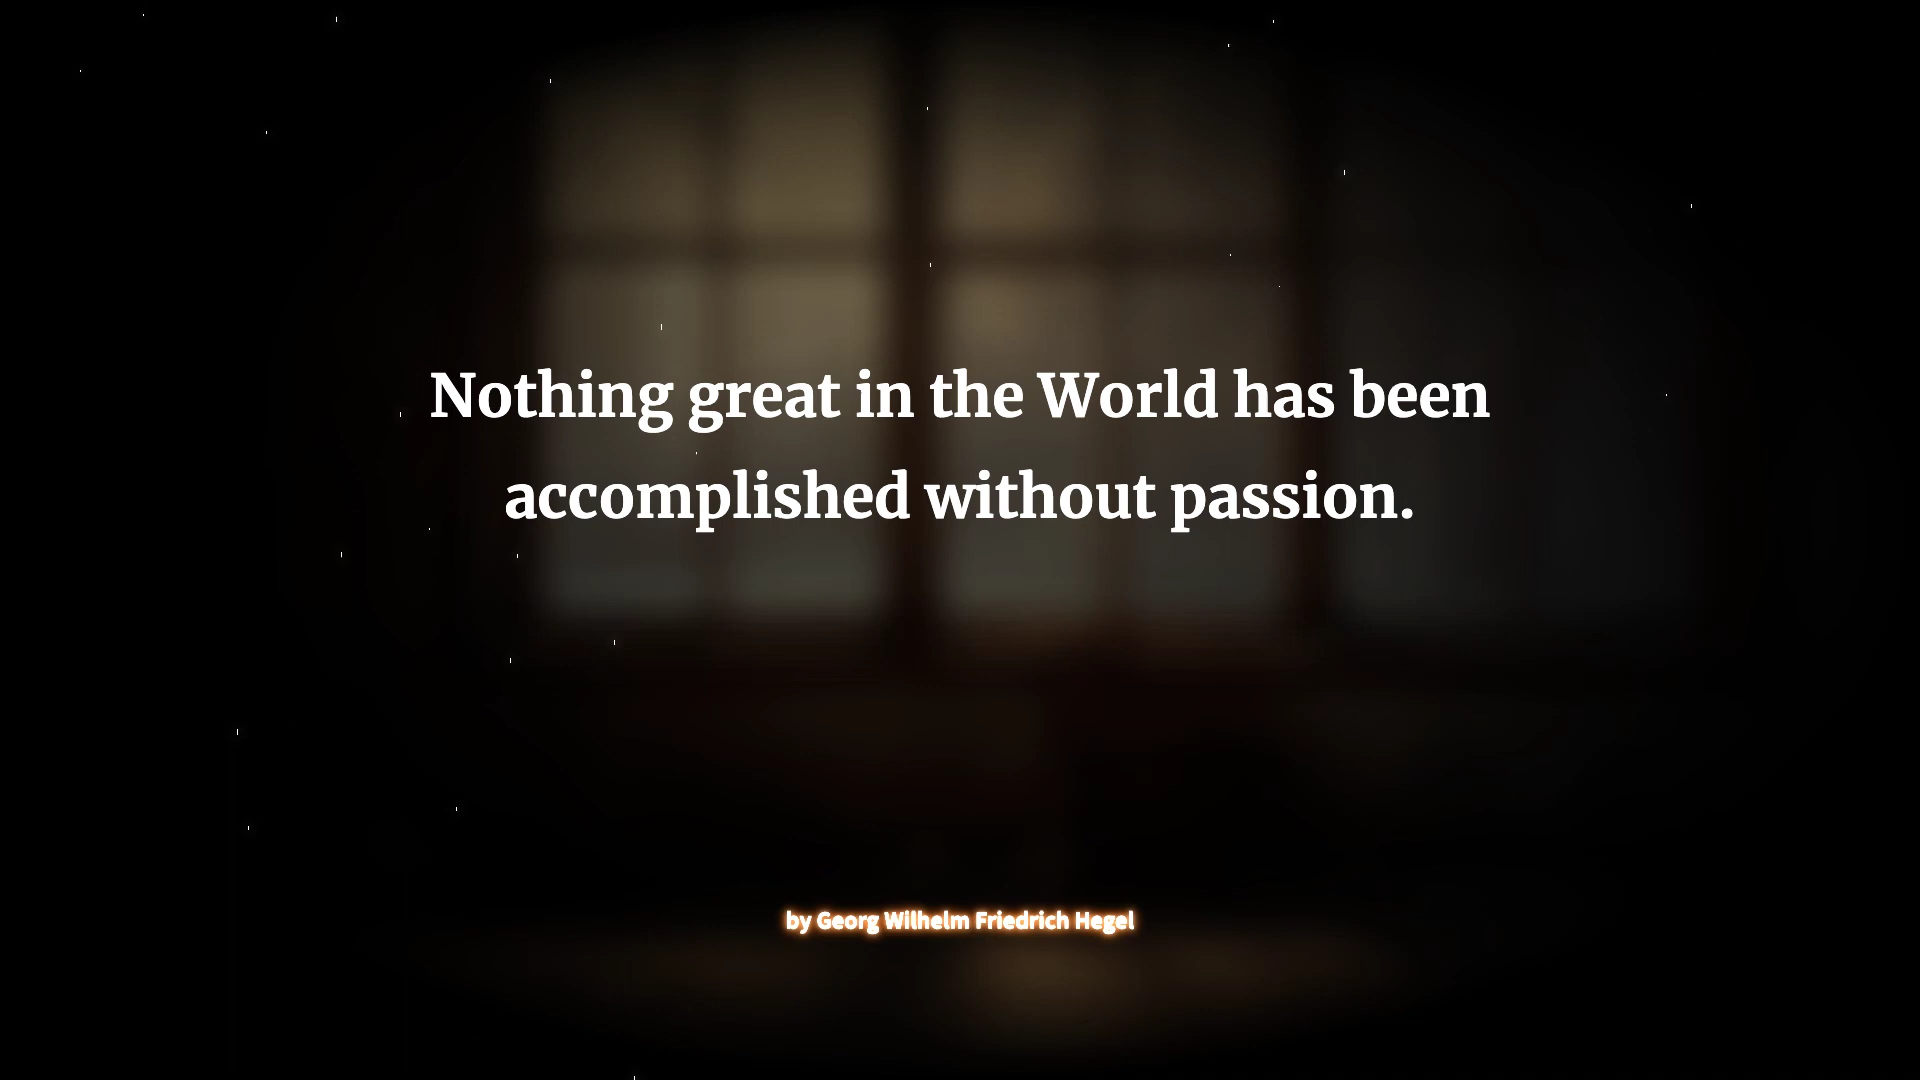 Nothing great in the World has been
accomplished without passion.
by Georg Wilhelm Friedrich Hegel